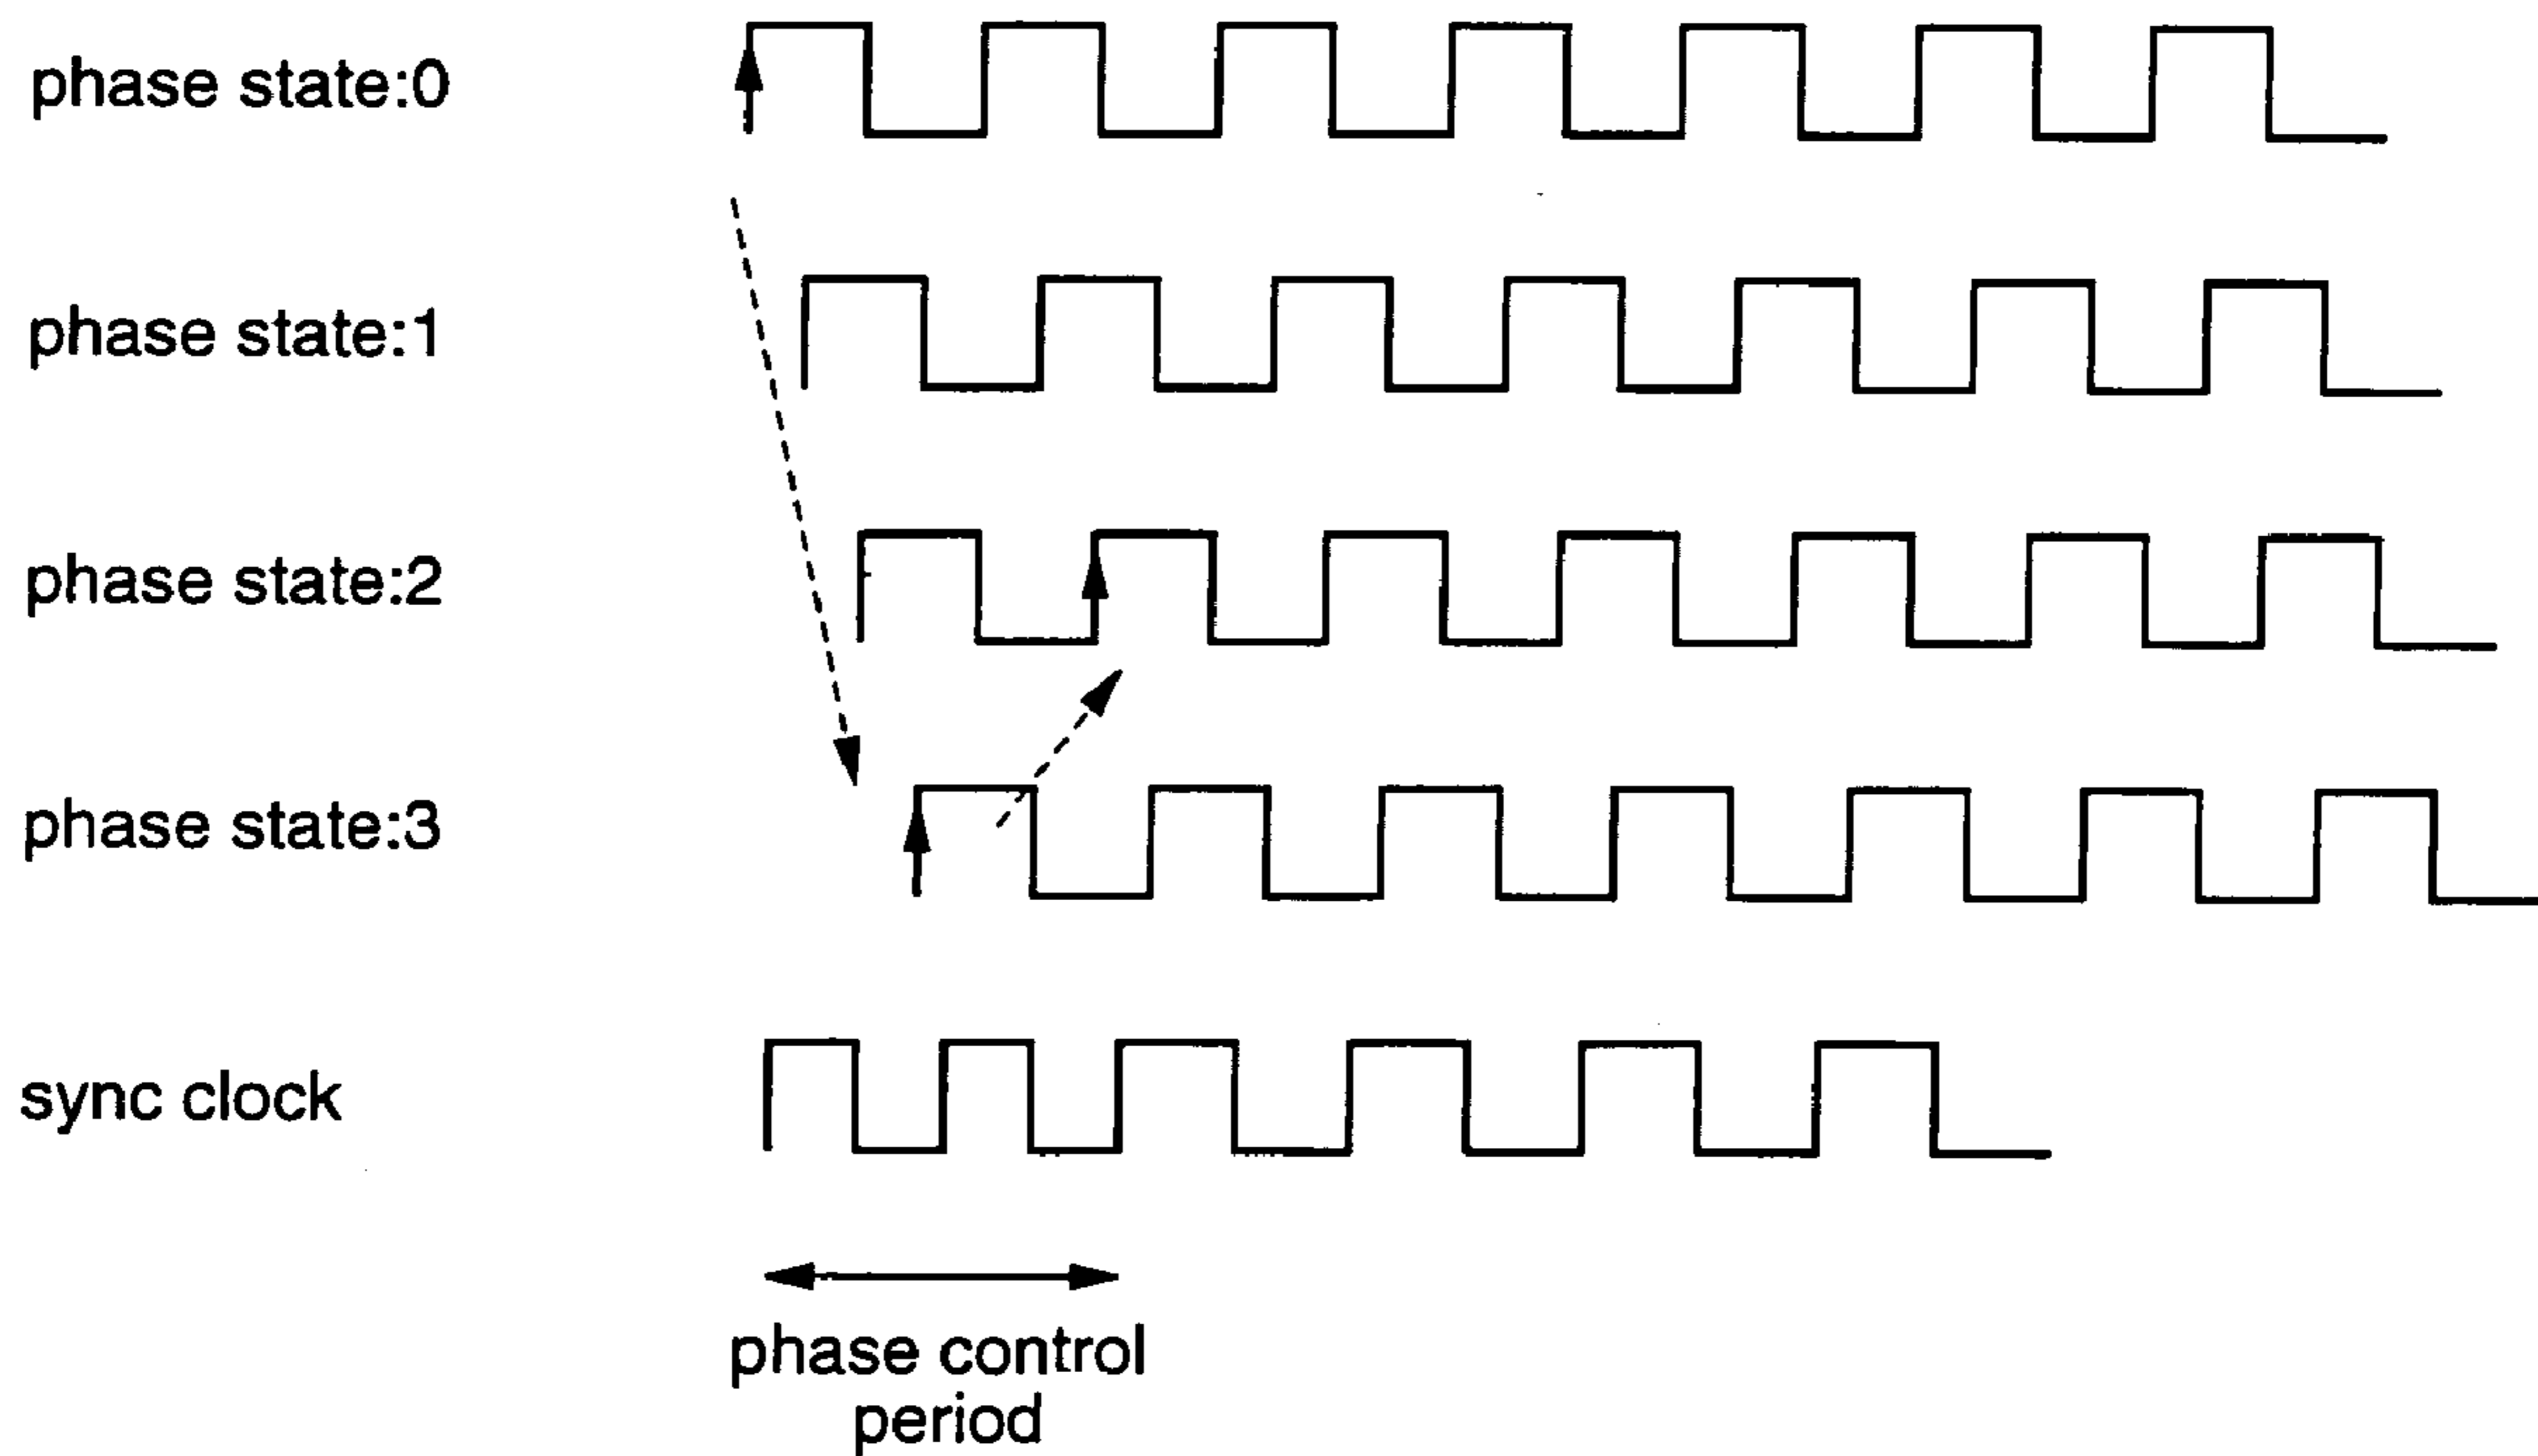 phase state:0
phase state:1
phase state:2
phase state:3
sync clock
phase control
period